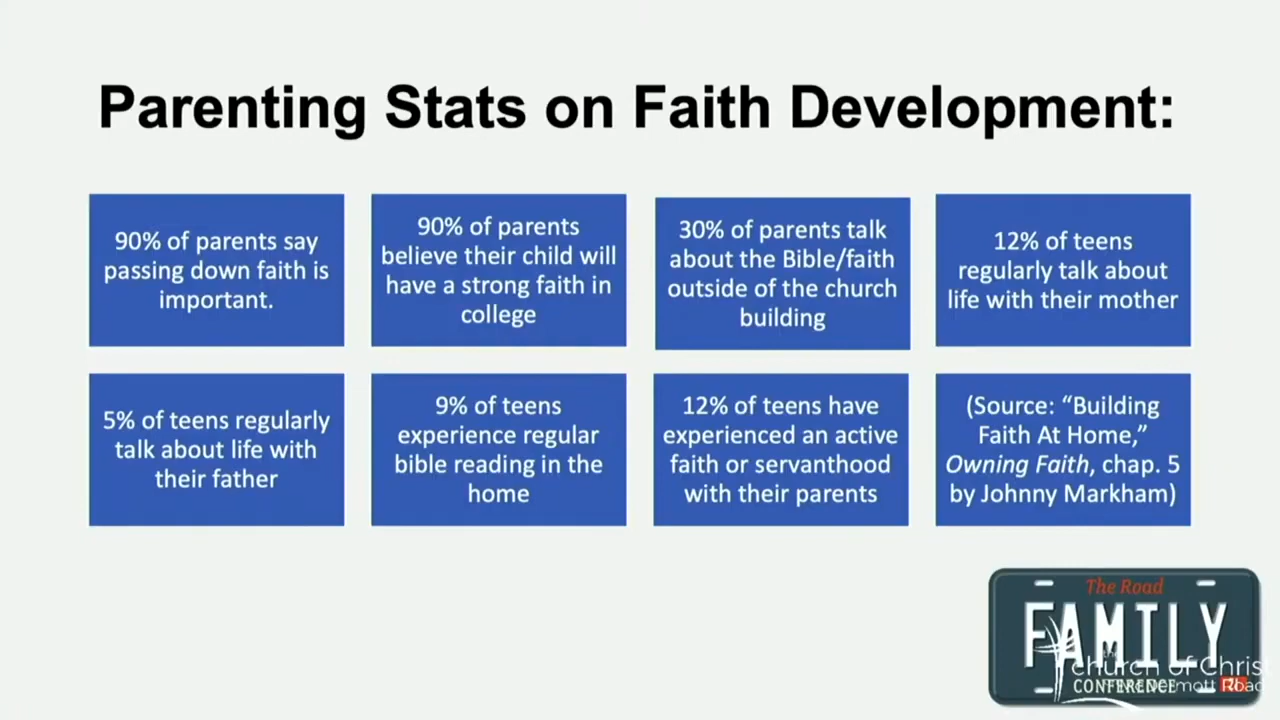 Parenting Stats on Faith Development:
90% of parents say
passing down faith is
important.
90% of parents
believe their child will
have a strong faith in
college
30% of parents talk
about the Bible/faith
outside of the church
building
12% of teens
regularly talk about
life with their mother
5% of teens regularly
talk about life with
their father
9% of teens
experience regular
bible reading in the
home
12% of teens have
experienced an active
faith or servanthood
with their parents
(Source: “Building
Faith At Home,”
Owning Faith, chap. 5
by Johnny Markham)
The Road
FAMILY
the
church of Christ
CONFERENCE
Road